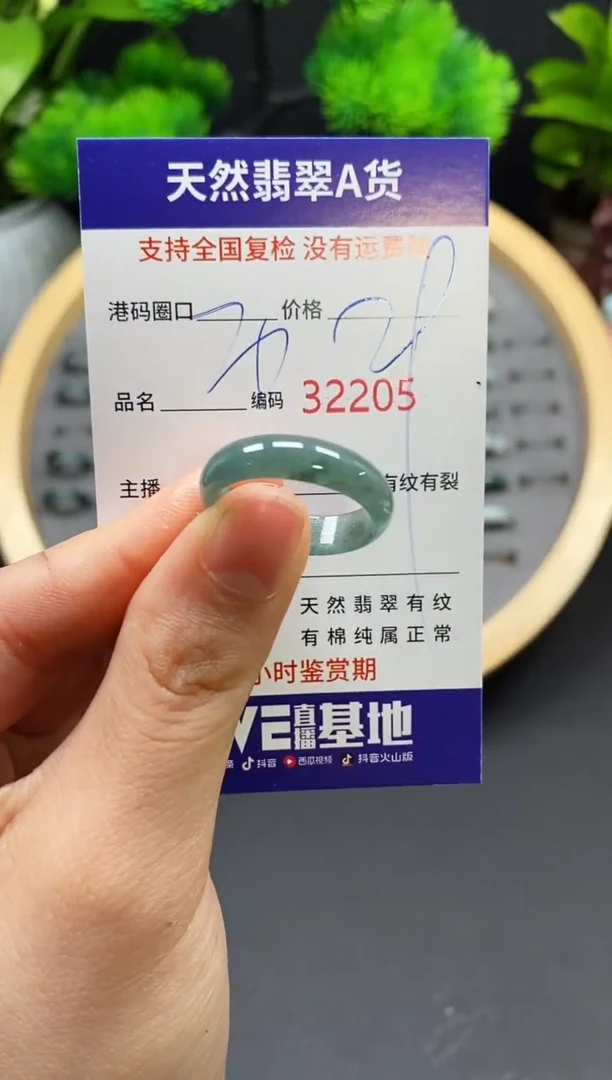 天然翡翠A货
支持全国复检 没有运费
港码圈口 价格
品名 编码 32205
主播 有纹有裂
天然翡翠有纹
有棉纯属正常
小时鉴赏期
VE直播基地
条 抖音 西瓜视频 抖音火山版